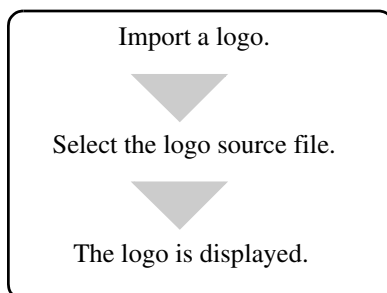 Import a logo.
Select the logo source file.
The logo is displayed.